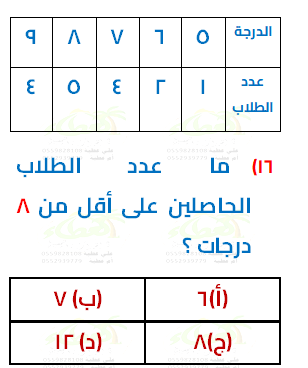 الدرجة ٥ ٦ ٧ ٨ ٩
عدد الطلاب ١ ٢ ٤ ٥ ٤
١٦) ما عدد الطلاب
الحاصلين على أقل من ٨
درجات ؟
(أ) ٦ (ب) ٧
(ج) ٨ (د) ١٢